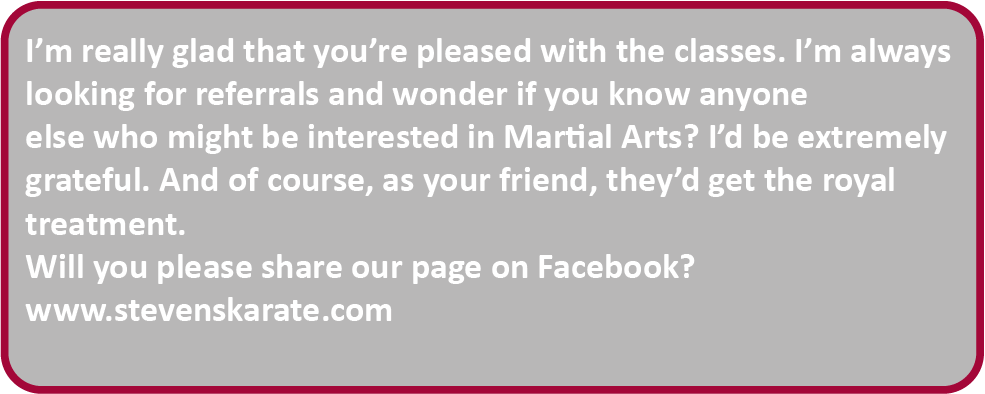 I’m really glad that you’re pleased with the classes. I’m always
looking for referrals and wonder if you know anyone
else who might be interested in Martial Arts? I’d be extremely
grateful. And of course, as your friend, they’d get the royal
treatment.
Will you please share our page on Facebook?
www.stevenskarate.com